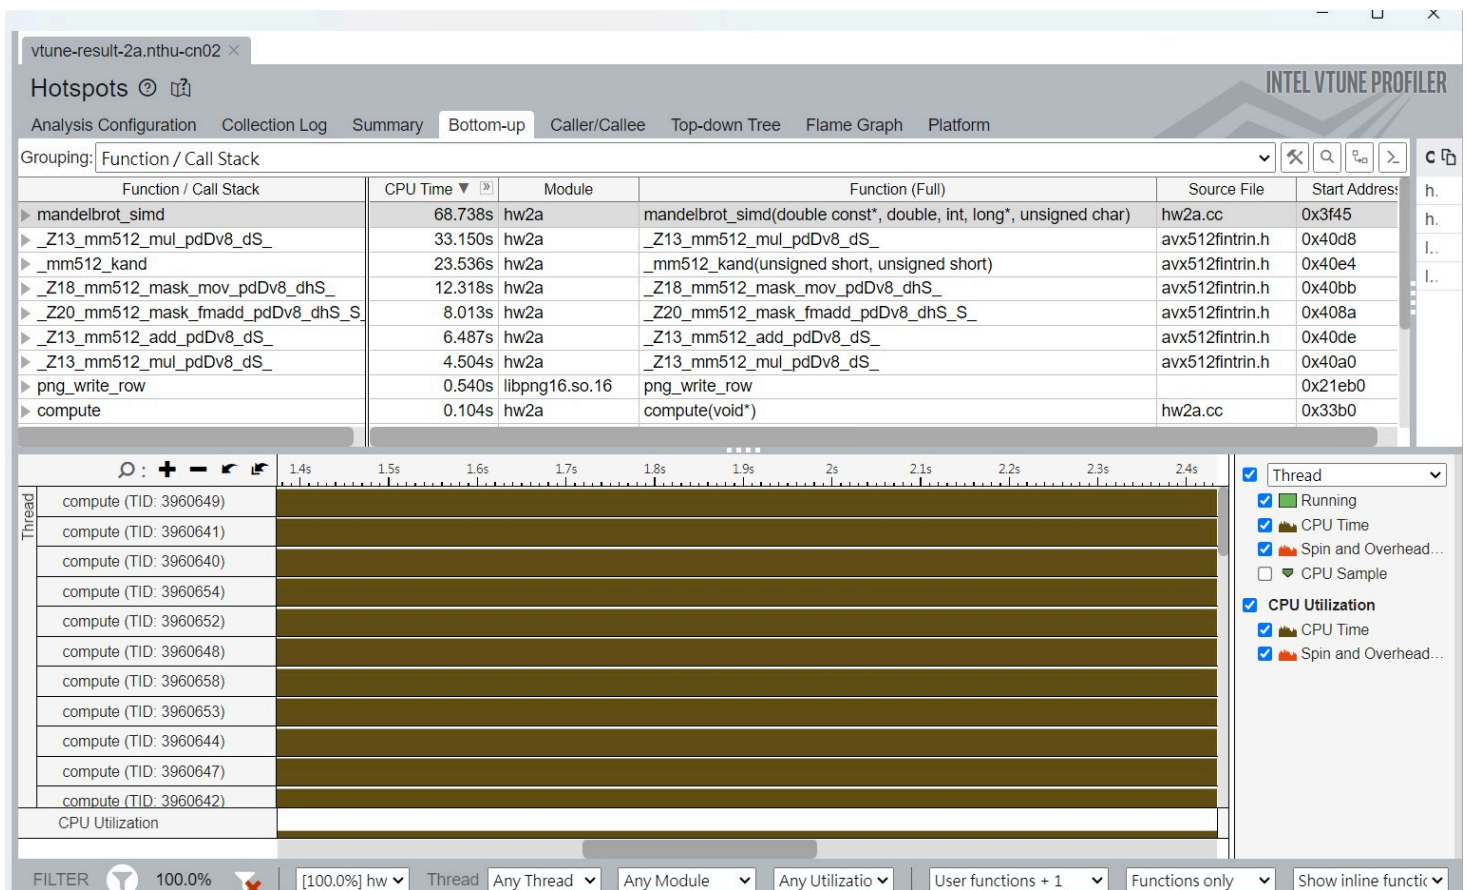 vtune-result-2a.nthu-cn02
Hotspots
INTEL VTUNE PROFILER
Analysis Configuration Collection Log Summary Bottom-up Caller/Callee Top-down Tree Flame Graph Platform
Grouping: Function / Call Stack
Function / Call Stack CPU Time Module Function (Full) Source File Start Address
mandelbrot_simd 68.738s hw2a mandelbrot_simd(double const*, double, int, long*, unsigned char) hw2a.cc 0x3f45
_Z13_mm512_mul_pdDv8_dS_ 33.150s hw2a _Z13_mm512_mul_pdDv8_dS_ avx512fintrin.h 0x40d8
_mm512_kand 23.536s hw2a _mm512_kand(unsigned short, unsigned short) avx512fintrin.h 0x40e4
_Z18_mm512_mask_mov_pdDv8_dhS_ 12.318s hw2a _Z18_mm512_mask_mov_pdDv8_dhS_ avx512fintrin.h 0x40bb
_Z20_mm512_mask_fmadd_pdDv8_dhS_S_ 8.013s hw2a _Z20_mm512_mask_fmadd_pdDv8_dhS_S_ avx512fintrin.h 0x408a
_Z13_mm512_add_pdDv8_dS_ 6.487s hw2a _Z13_mm512_add_pdDv8_dS_ avx512fintrin.h 0x40de
_Z13_mm512_mul_pdDv8_dS_ 4.504s hw2a _Z13_mm512_mul_pdDv8_dS_ avx512fintrin.h 0x40a0
png_write_row 0.540s libpng16.so.16 png_write_row 0x21eb0
compute 0.104s hw2a compute(void*) hw2a.cc 0x33b0
C
h.
h.
l..
l..
1.4s 1.5s 1.6s 1.7s 1.8s 1.9s 2s 2.1s 2.2s 2.3s 2.4s
Thread
compute (TID: 3960649)
compute (TID: 3960641)
compute (TID: 3960640)
compute (TID: 3960654)
compute (TID: 3960652)
compute (TID: 3960648)
compute (TID: 3960658)
compute (TID: 3960653)
compute (TID: 3960644)
compute (TID: 3960647)
compute (TID: 3960642)
CPU Utilization
Thread
Running
CPU Time
Spin and Overhead...
CPU Sample
CPU Utilization
CPU Time
Spin and Overhead...
FILTER 100.0% [100.0%] hw Thread Any Thread Any Module Any Utilizatio User functions + 1 Functions only Show inline functic